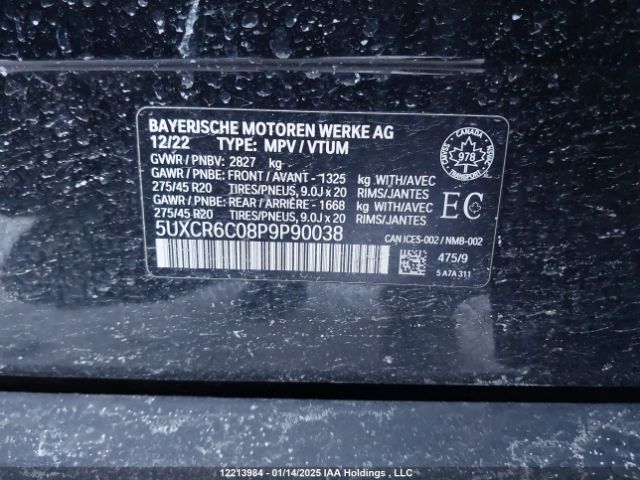 BAYERISCHE MOTOREN WERKE AG
12/22 TYPE: MPV / VTUM
GVWR / PNBV: 2827 kg
GAWR / PNBE: FRONT / AVANT - 1325 kg WITH/AVEC
275/45 R20 TIRES/PNEUS, 9.0J x 20 RIMS/JANTES
GAWR / PNBE: REAR / ARRIÈRE - 1668 kg WITH/AVEC
275/45 R20 TIRES/PNEUS, 9.0J x 20 RIMS/JANTES
5UXCR6C08P9P90038
CANADA
978
EC
CAN ICES-002 / NMB-002
475/9
5 A7A 311
12213984 - 01/14/2025 IAA Holdings , LLC